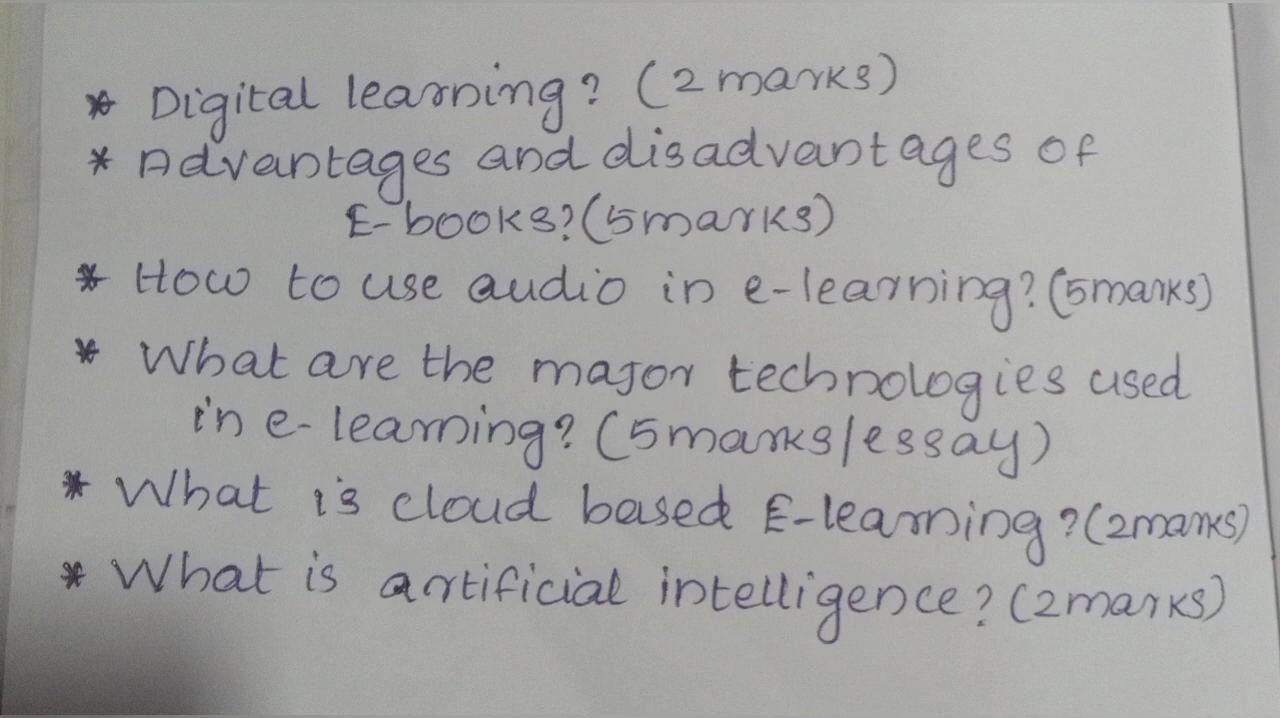 * Digital learning? (2 marks)
* Advantages and disadvantages of
E-books? (5marks)
* How to use audio in e-learning? (5marks)
* What are the major technologies used
in e-learning? (5marks/essay)
* What is cloud based E-learning? (2marks)
* What is artificial intelligence? (2marks)